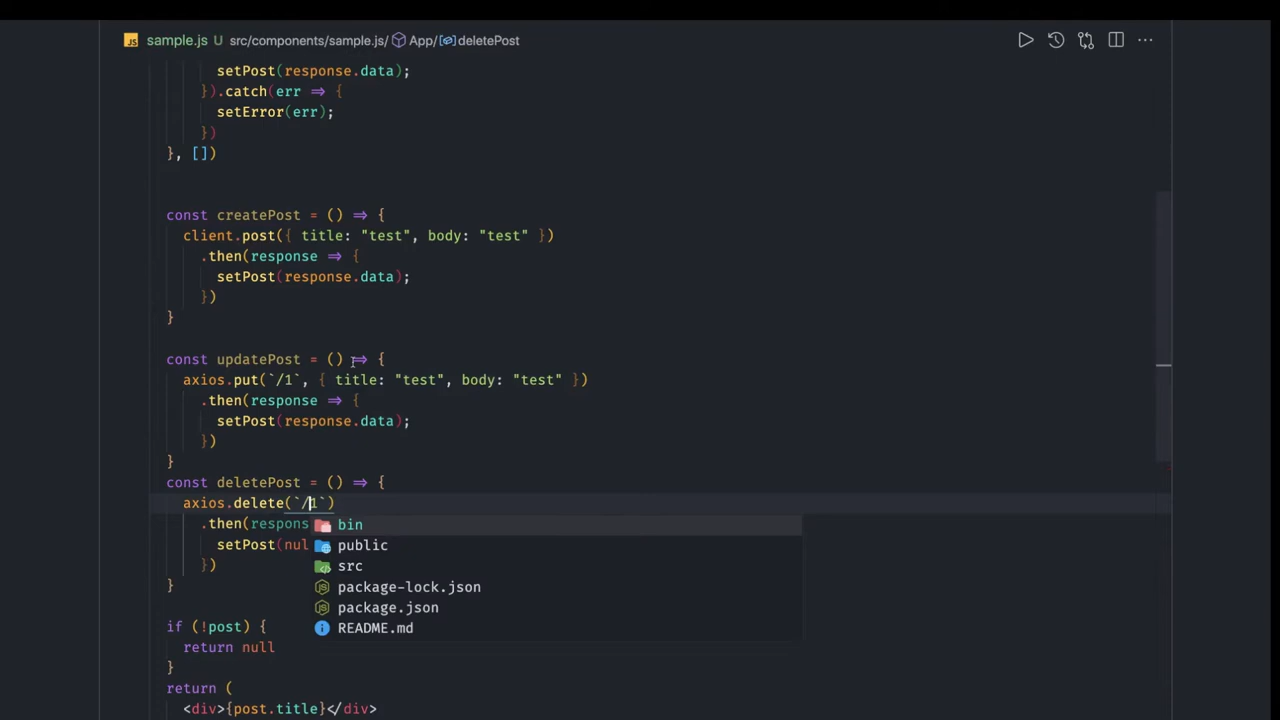 sample.js U src/components/sample.js/ App/ deletePost
setPost(response.data);
}).catch(err => {
setError(err);
})
}, [])
const createPost = () => {
client.post({ title: "test", body: "test" })
.then(response => {
setPost(response.data);
})
}
const updatePost = () => {
axios.put(`/1`, { title: "test", body: "test" })
.then(response => {
setPost(response.data);
})
}
const deletePost = () => {
axios.delete(`/1`)
.then(respons
bin
setPost(nul
public
})
src
}
package-lock.json
package.json
if (!post) {
README.md
return null
}
return (
<div>{post.title}</div>